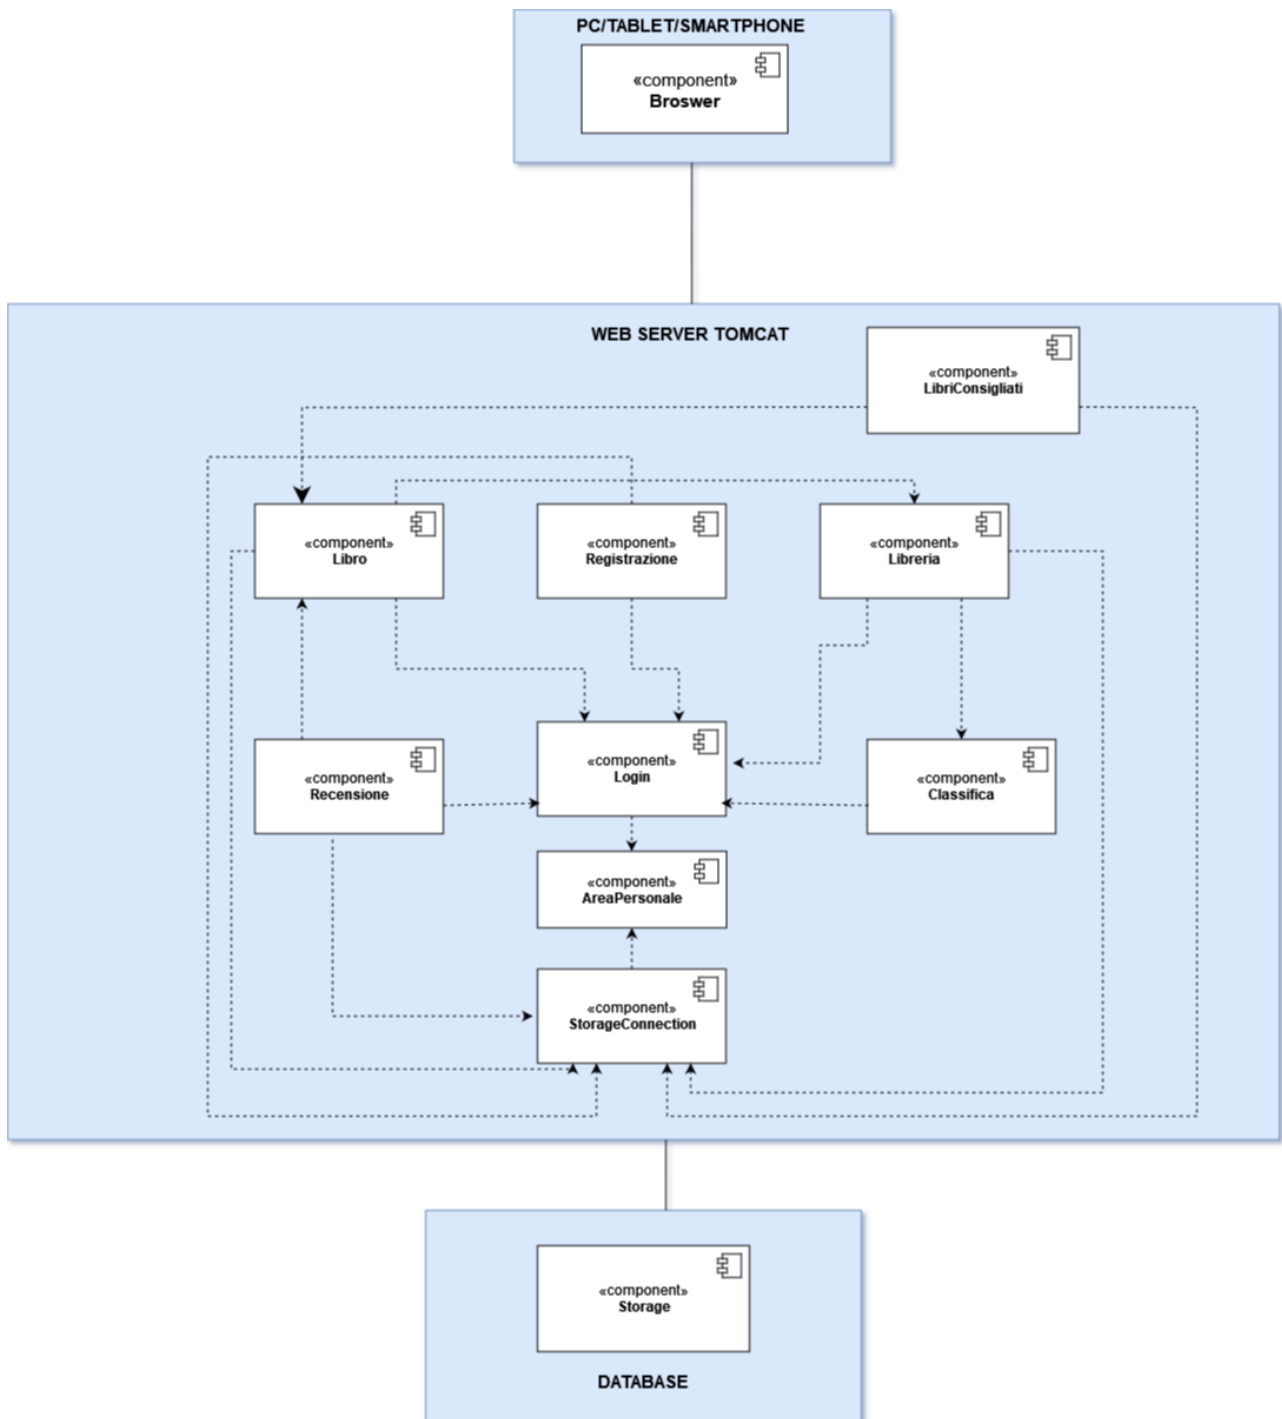 PC/TABLET/SMARTPHONE
«component»
Broswer
WEB SERVER TOMCAT
«component»
LibriConsigliati
«component»
Libro
«component»
Registrazione
«component»
Libreria
«component»
Recensione
«component»
Login
«component»
Classifica
«component»
AreaPersonale
«component»
StorageConnection
«component»
Storage
DATABASE